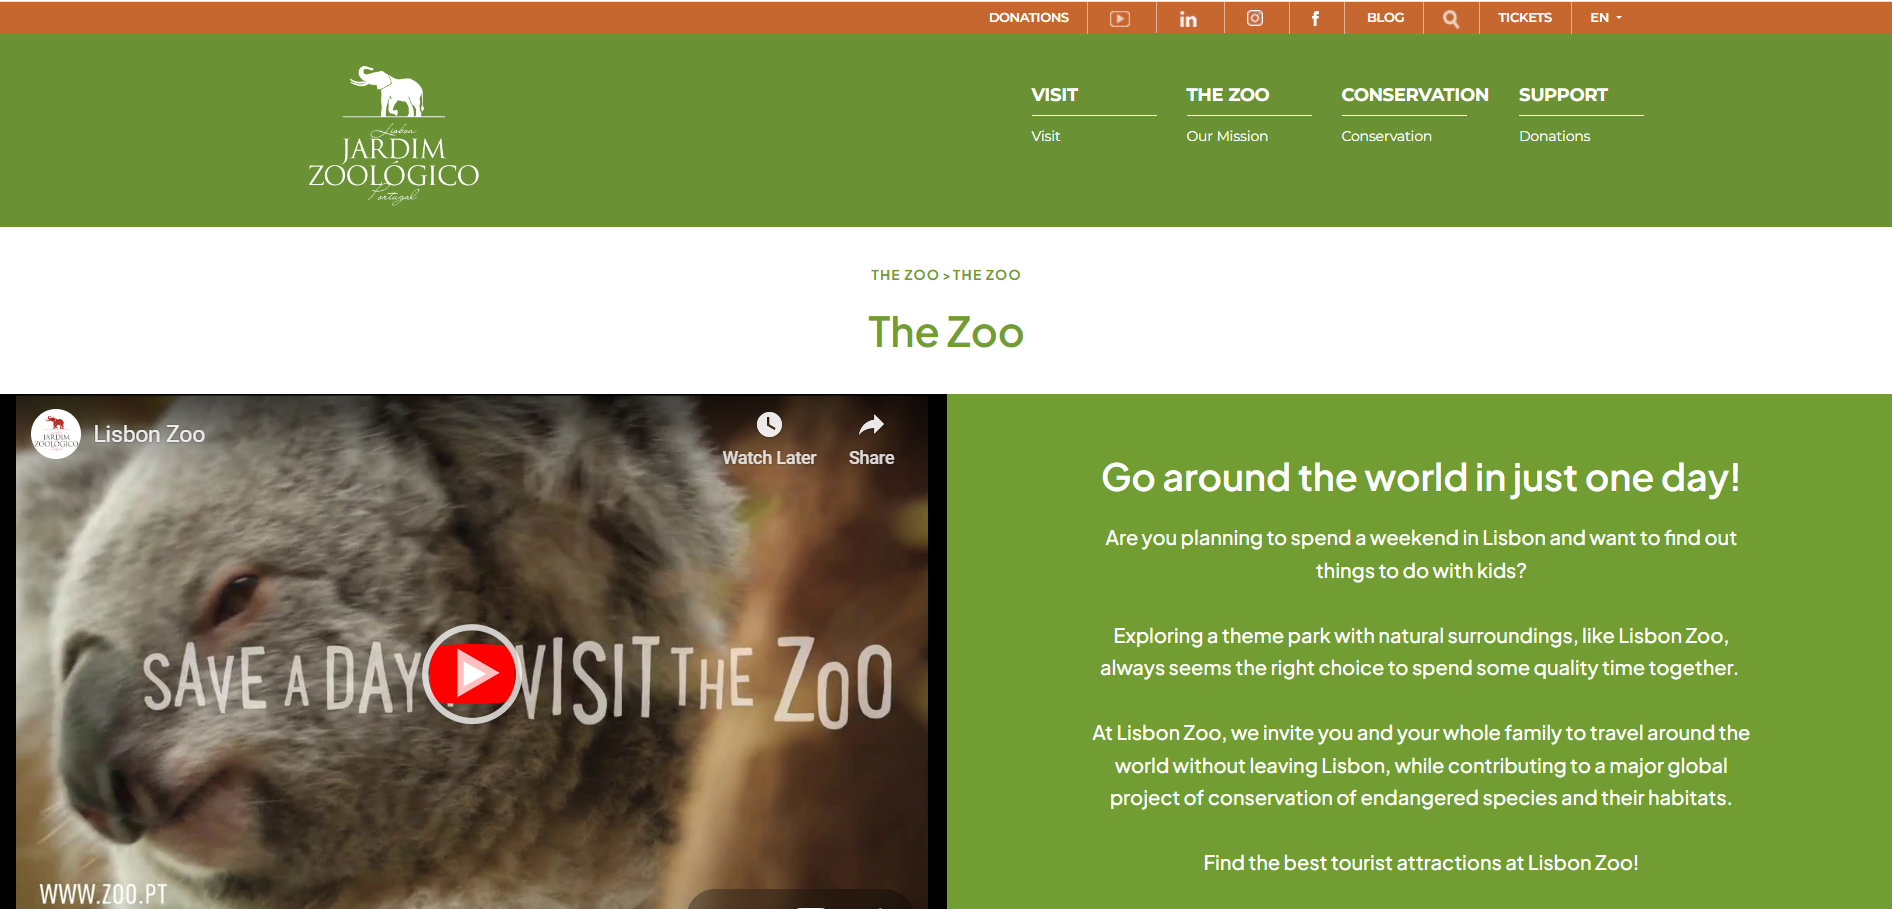 DONATIONS
BLOG
TICKETS
EN
Lisboa
JARDIM
ZOOLÓGICO
Portugal
VISIT
THE ZOO
CONSERVATION
SUPPORT
Visit
Our Mission
Conservation
Donations
THE ZOO > THE ZOO
The Zoo
JARDIM
ZOOLÓGICO
Lisbon Zoo
Watch Later
Share
SAVE A DAY
VISIT THE ZOO
WWW.ZOO.PT
Go around the world in just one day!
Are you planning to spend a weekend in Lisbon and want to find out
things to do with kids?
Exploring a theme park with natural surroundings, like Lisbon Zoo,
always seems the right choice to spend some quality time together.
At Lisbon Zoo, we invite you and your whole family to travel around the
world without leaving Lisbon, while contributing to a major global
project of conservation of endangered species and their habitats.
Find the best tourist attractions at Lisbon Zoo!